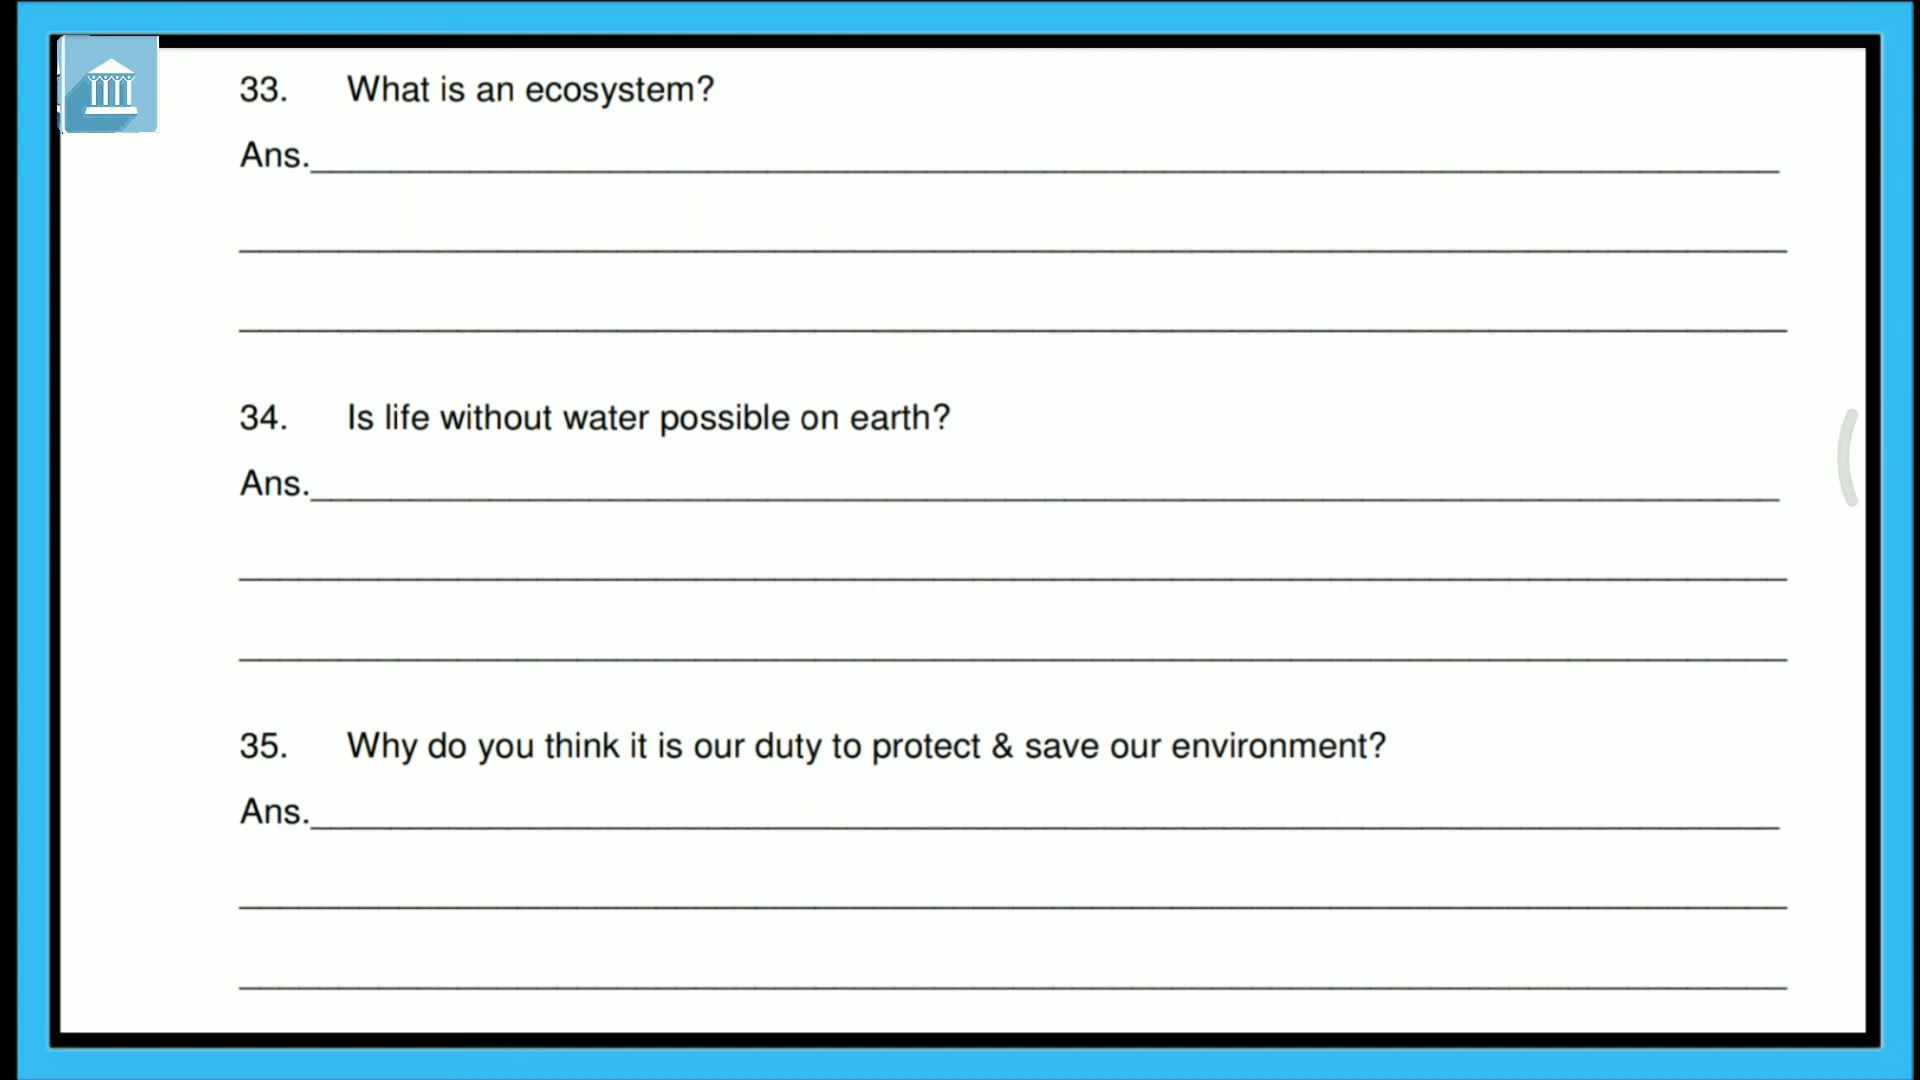 33. What is an ecosystem?
Ans.
34. Is life without water possible on earth?
Ans.
35. Why do you think it is our duty to protect & save our environment?
Ans.